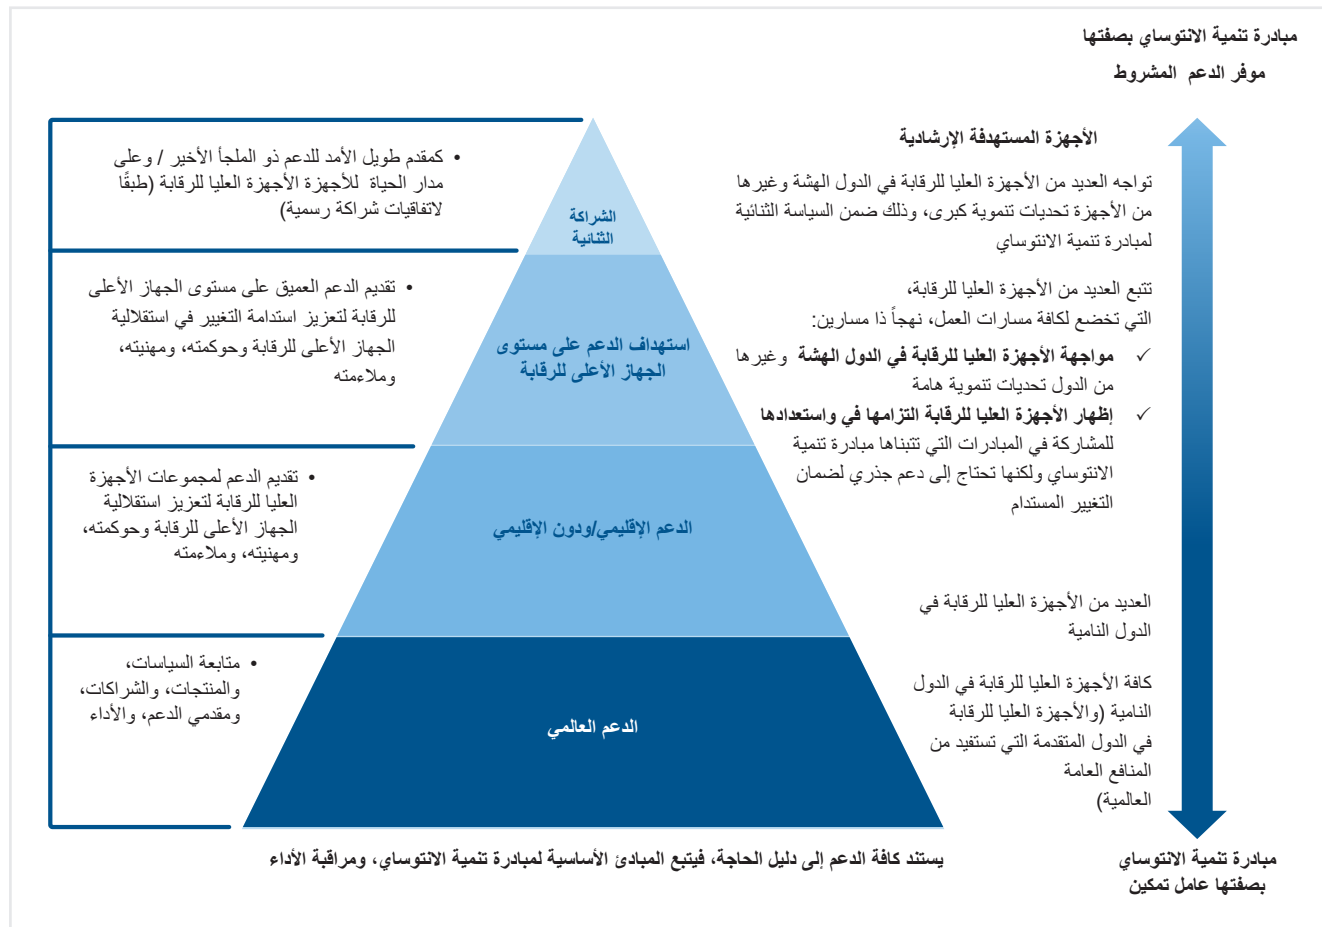 مبادرة تنمية الانتوساي بصفتها
موفر الدعم المشروط
الأجهزة المستهدفة الإرشادية
تواجه العديد من الأجهزة العليا للرقابة في الدول الهشة وغيرها
من الأجهزة تحديات تنموية كبرى، وذلك ضمن السياسة الثنائية
لمبادرة تنمية الانتوساي
تتبع العديد من الأجهزة العليا للرقابة،
التي تخضع لكافة مسارات العمل، نهجاً ذا مسارين:
✓ مواجهة الأجهزة العليا للرقابة في الدول الهشة وغيرها
من الدول تحديات تنموية هامة
✓ إظهار الأجهزة العليا للرقابة التزامها في واستعدادها
للمشاركة في المبادرات التي تتبناها مبادرة تنمية
الانتوساي ولكنها تحتاج إلى دعم جذري لضمان
التغيير المستدام
العديد من الأجهزة العليا للرقابة في
الدول النامية
كافة الأجهزة العليا للرقابة في الدول
النامية (والأجهزة العليا للرقابة
في الدول المتقدمة التي تستفيد من
المنافع العامة
العالمية)
مبادرة تنمية الانتوساي
بصفتها عامل تمكين
الشراكة
الثنائية
استهداف الدعم على مستوى
الجهاز الأعلى للرقابة
الدعم الإقليمي/ودون الإقليمي
الدعم العالمي
• كمقدم طويل الأمد للدعم ذو الملجأ الأخير / وعلى
مدار الحياة للأجهزة الأجهزة العليا للرقابة (طبقًا
لاتفاقيات شراكة رسمية)
• تقديم الدعم العميق على مستوى الجهاز الأعلى
للرقابة لتعزيز استدامة التغيير في استقلالية
الجهاز الأعلى للرقابة وحوكمته، ومهنيته،
وملاءمته
• تقديم الدعم لمجموعات الأجهزة
العليا للرقابة لتعزيز استقلالية
الجهاز الأعلى للرقابة وحوكمته،
ومهنيته، وملاءمته
• متابعة السياسات،
والمنتجات، والشراكات،
ومقدمي الدعم، والأداء
يستند كافة الدعم إلى دليل الحاجة، فيتبع المبادئ الأساسية لمبادرة تنمية الانتوساي، ومراقبة الأداء